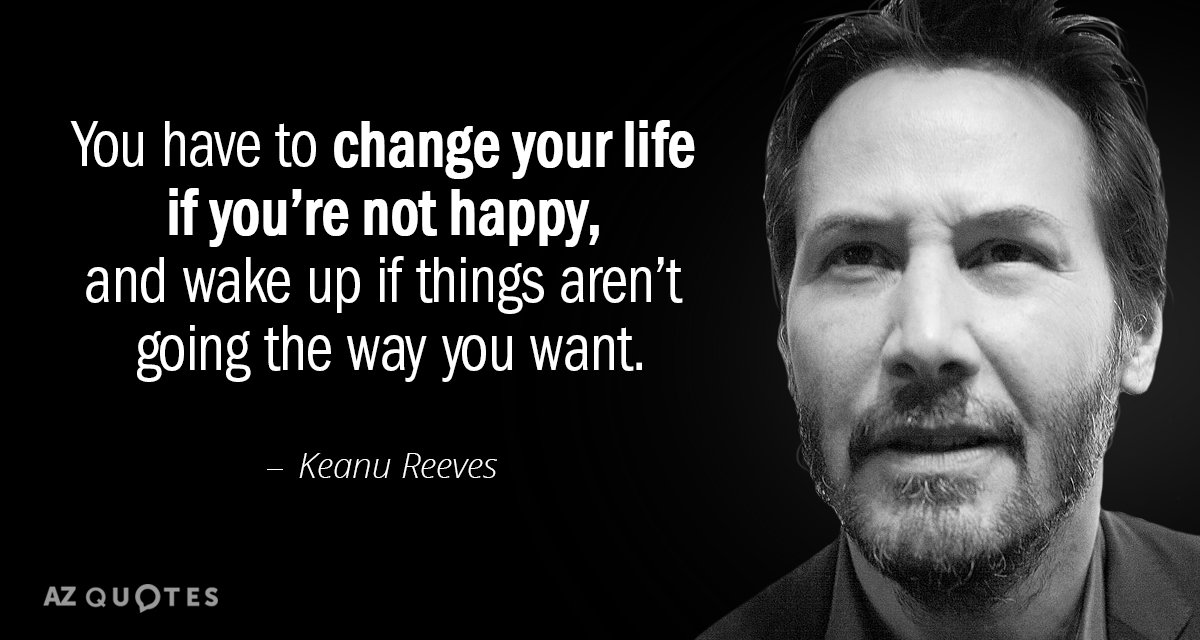 You have to change your life
if you’re not happy,
and wake up if things aren’t
going the way you want.
– Keanu Reeves
AZ QUOTES